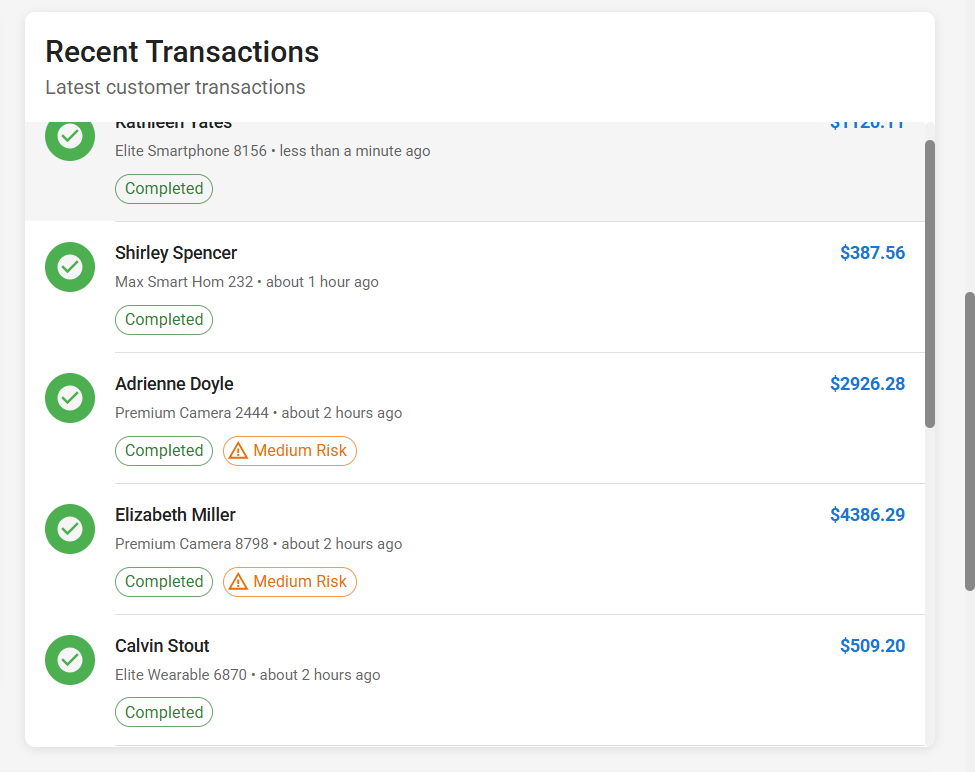 Recent Transactions
Latest customer transactions
Kathleen Yates
Elite Smartphone 8156 • less than a minute ago
Completed
Shirley Spencer
$387.56
Max Smart Hom 232 • about 1 hour ago
Completed
Adrienne Doyle
$2926.28
Premium Camera 2444 • about 2 hours ago
Completed
Medium Risk
Elizabeth Miller
$4386.29
Premium Camera 8798 • about 2 hours ago
Completed
Medium Risk
Calvin Stout
$509.20
Elite Wearable 6870 • about 2 hours ago
Completed